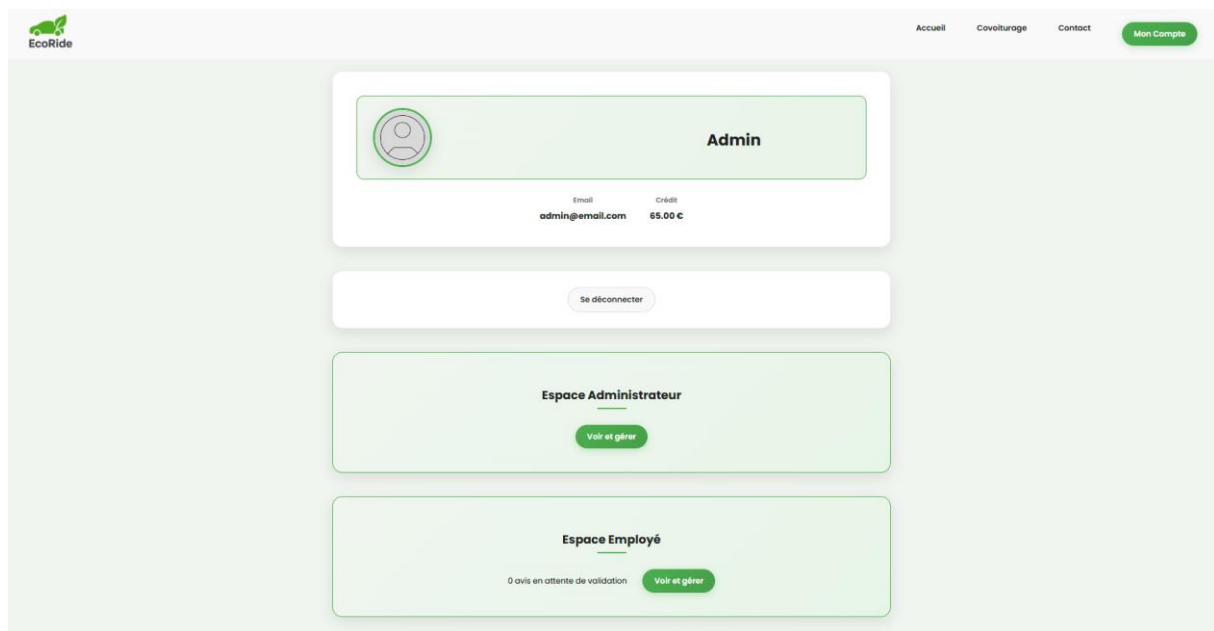 EcoRide
Accueil Covoiturage Contact Mon Compte
Admin
Email Crédit
admin@email.com 65.00 €
Se déconnecter
Espace Administrateur
Voir et gérer
Espace Employé
0 avis en attente de validation Voir et gérer